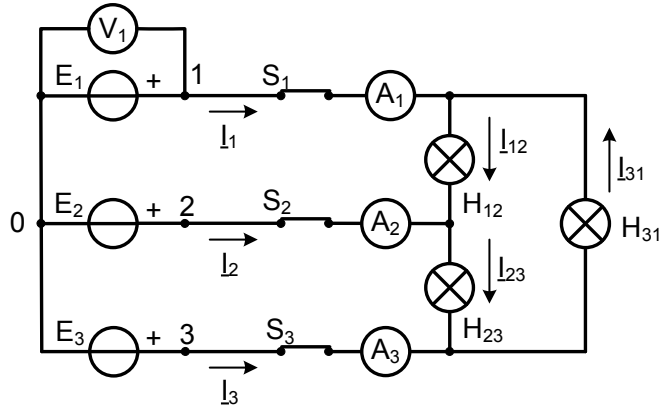 V1
E1 + 1 S1 A1
I1 I12 I31
H12
0 E2 + 2 S2 A2 H31
I2 I23
H23
E3 + 3 S3 A3
I3